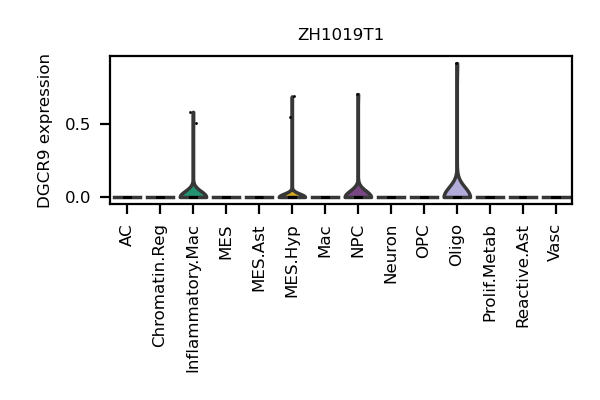 ZH1019T1
DGCR9 expression
0.5
0.0
AC
Chromatin.Reg
Inflammatory.Mac
MES
MES.Ast
MES.Hyp
Mac
NPC
Neuron
OPC
Oligo
Prolif.Metab
Reactive.Ast
Vasc